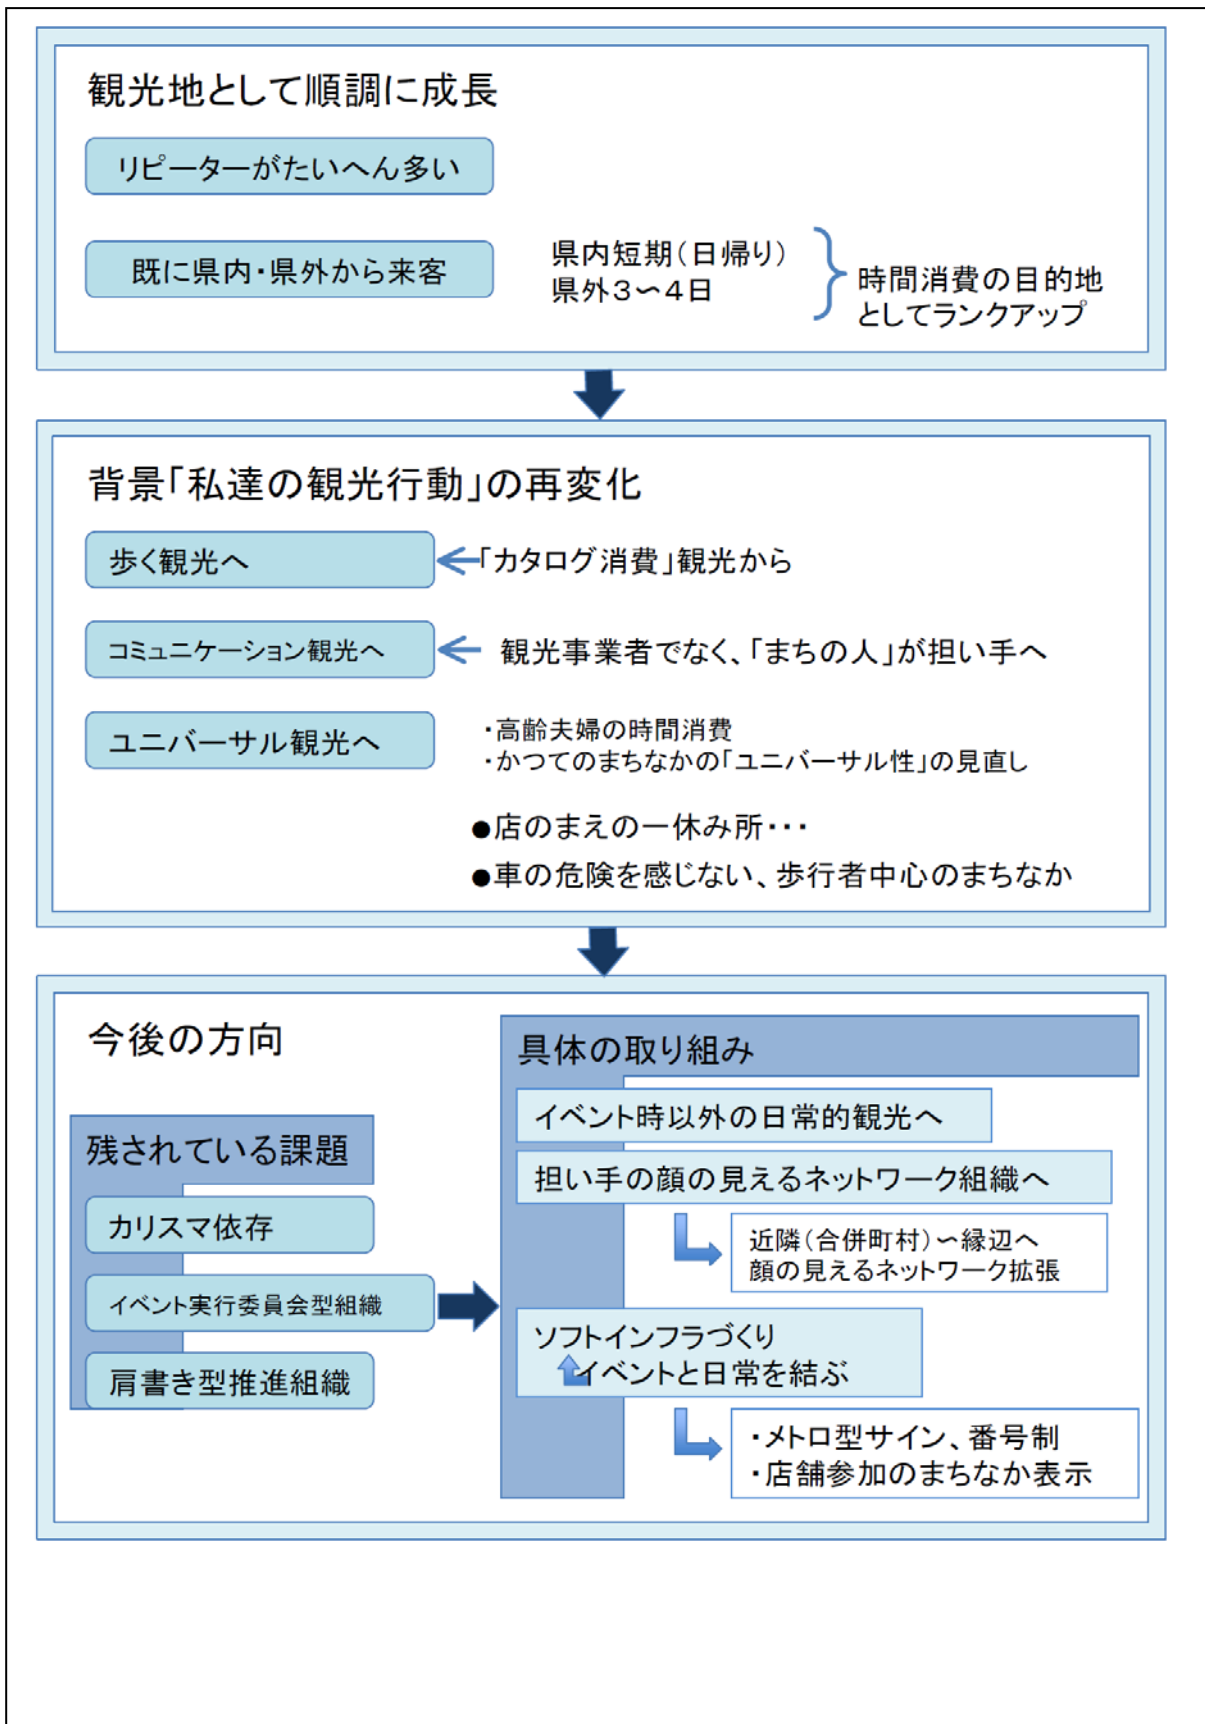 観光地として順調に成長
リピーターがたいへん多い
既に県内・県外から来客
県内短期（日帰り）
県外３～４日
時間消費の目的地
としてランクアップ
背景「私達の観光行動」の再変化
歩く観光へ
「カタログ消費」観光から
コミュニケーション観光へ
観光事業者でなく、「まちの人」が担い手へ
ユニバーサル観光へ
・高齢夫婦の時間消費
・かつてのまちなかの「ユニバーサル性」の見直し
●店のまえの一休み所・・・
●車の危険を感じない、歩行者中心のまちなか
今後の方向
残されている課題
カリスマ依存
イベント実行委員会型組織
肩書き型推進組織
具体の取り組み
イベント時以外の日常的観光へ
担い手の顔の見えるネットワーク組織へ
近隣（合併町村）～縁辺へ
顔の見えるネットワーク拡張
ソフトインフラづくり
イベントと日常を結ぶ
・メトロ型サイン、番号制
・店舗参加のまちなか表示